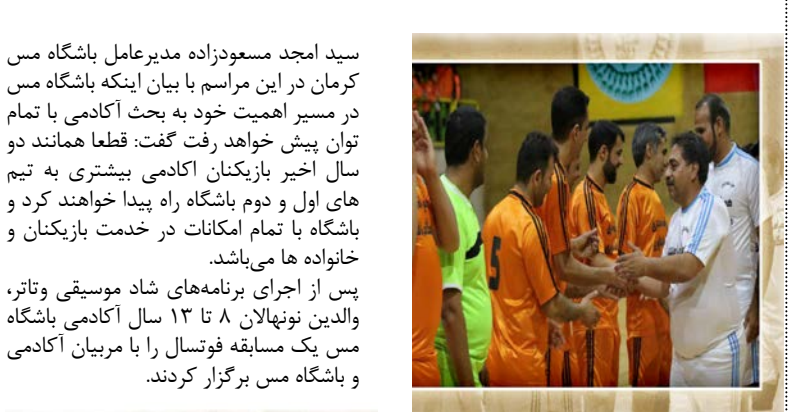 سید امجد مسعودزاده مدیرعامل باشگاه مس
کرمان در این مراسم با بیان اینکه باشگاه مس
در مسیر اهمیت خود به بحث آکادمی با تمام
توان پیش خواهد رفت گفت: قطعا همانند دو
سال اخیر بازیکنان اکادمی بیشتری به تیم
های اول و دوم باشگاه راه پیدا خواهند کرد و
باشگاه با تمام امکانات در خدمت بازیکنان و
خانواده ها می‌باشد.
پس از اجرای برنامه‌های شاد موسیقی وتاتر،
والدین نونهالان ۸ تا ۱۳ سال آکادمی باشگاه
مس یک مسابقه فوتسال را با مربیان آکادمی
و باشگاه مس برگزار کردند.
5